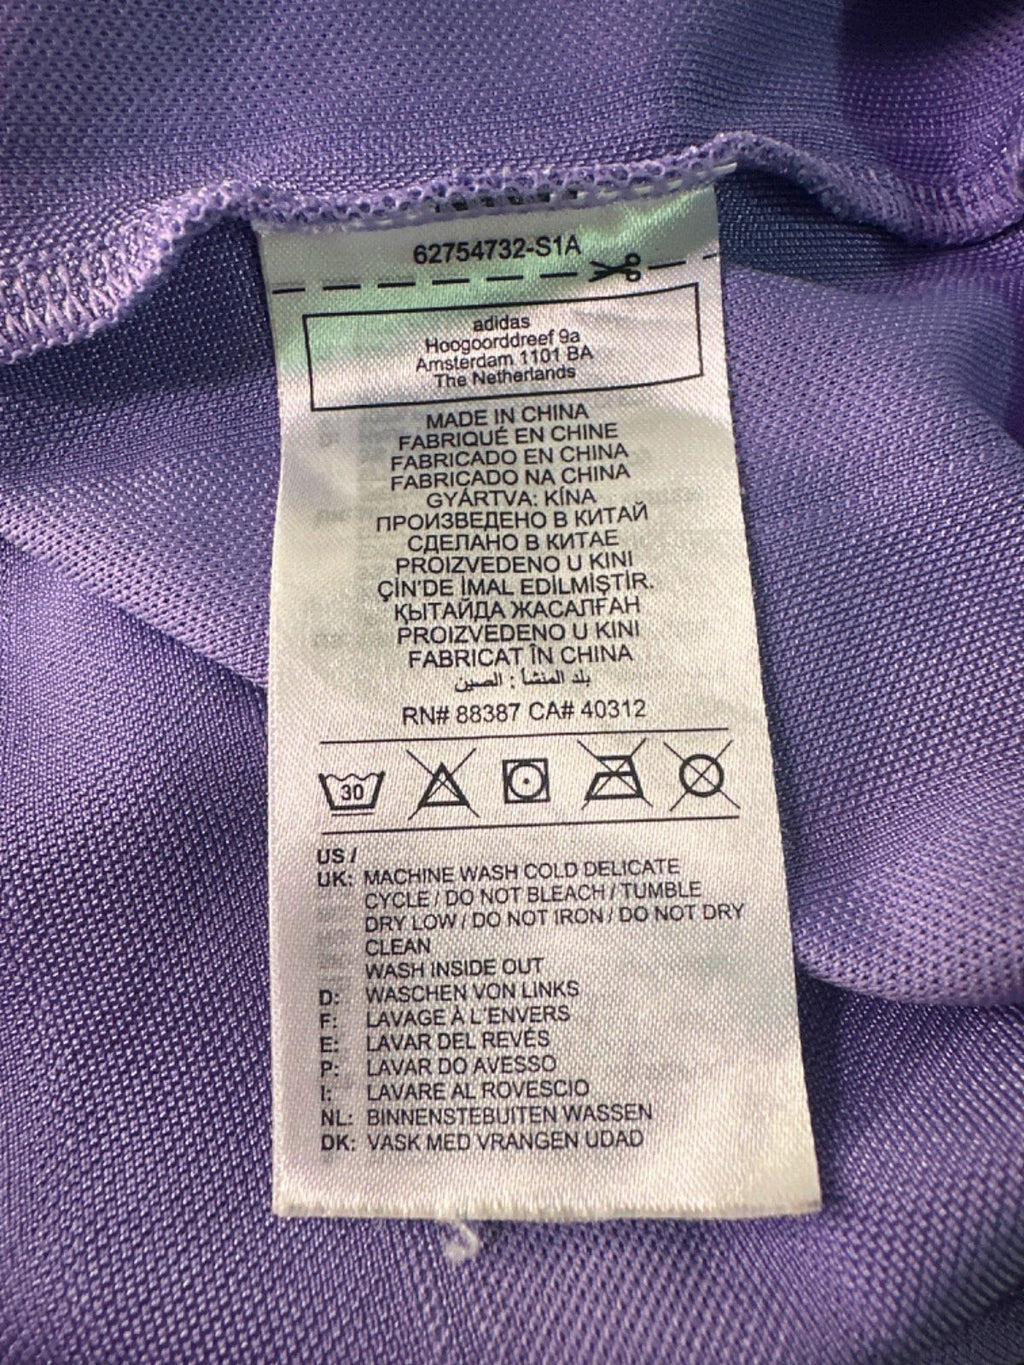 62754732-S1A
adidas
Hoogoorddreef 9a
Amsterdam 1101 BA
The Netherlands
MADE IN CHINA
FABRIQUÉ EN CHINE
FABRICADO EN CHINA
FABRICADO NA CHINA
GYÁRTVA: KÍNA
ПРОИЗВЕДЕНО В КИТАЙ
СДЕЛАНО В КИТАЕ
PROIZVEDENO U KINI
ÇİN'DE İMAL EDİLMİŞTİR.
ҚЫТАЙДА ЖАСАЛҒАН
PROIZVEDENO U KINI
FABRICAT ÎN CHINA
بلد المنشأ : الصين
RN# 88387 CA# 40312
30
US /
UK: MACHINE WASH COLD DELICATE
CYCLE / DO NOT BLEACH / TUMBLE
DRY LOW / DO NOT IRON / DO NOT DRY
CLEAN
WASH INSIDE OUT
D: WASCHEN VON LINKS
F: LAVAGE À L'ENVERS
E: LAVAR DEL REVÉS
P: LAVAR DO AVESSO
I: LAVARE AL ROVESCIO
NL: BINNENSTEBUITEN WASSEN
DK: VASK MED VRANGEN UDAD